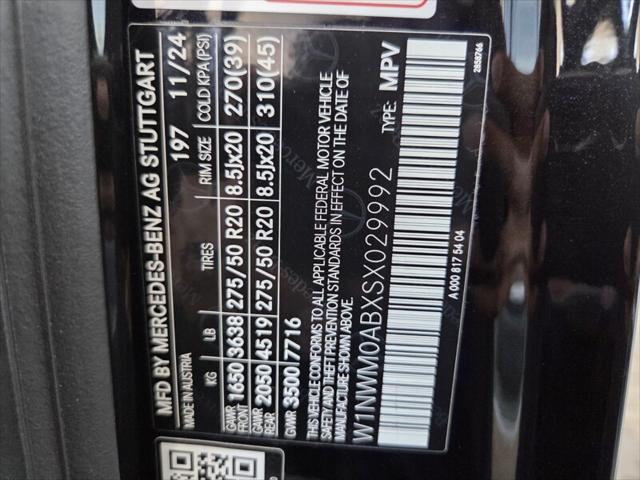 MFD BY MERCEDES-BENZ AG STUTTGART
MADE IN AUSTRIA 197 11/24
KG LB TIRES RIM SIZE COLD KPA (PSI)
GAWR FRONT 1650 3638 275/50 R20 8.5Jx20 270(39)
GAWR REAR 2050 4519 275/50 R20 8.5Jx20 310(45)
GVWR 3500 7716
THIS VEHICLE CONFORMS TO ALL APPLICABLE FEDERAL MOTOR VEHICLE
SAFETY AND THEFT PREVENTION STANDARDS IN EFFECT ON THE DATE OF
MANUFACTURE SHOWN ABOVE.
W1NWM0ABXSX029992 TYPE: MPV
A 000 817 54 04 2858766